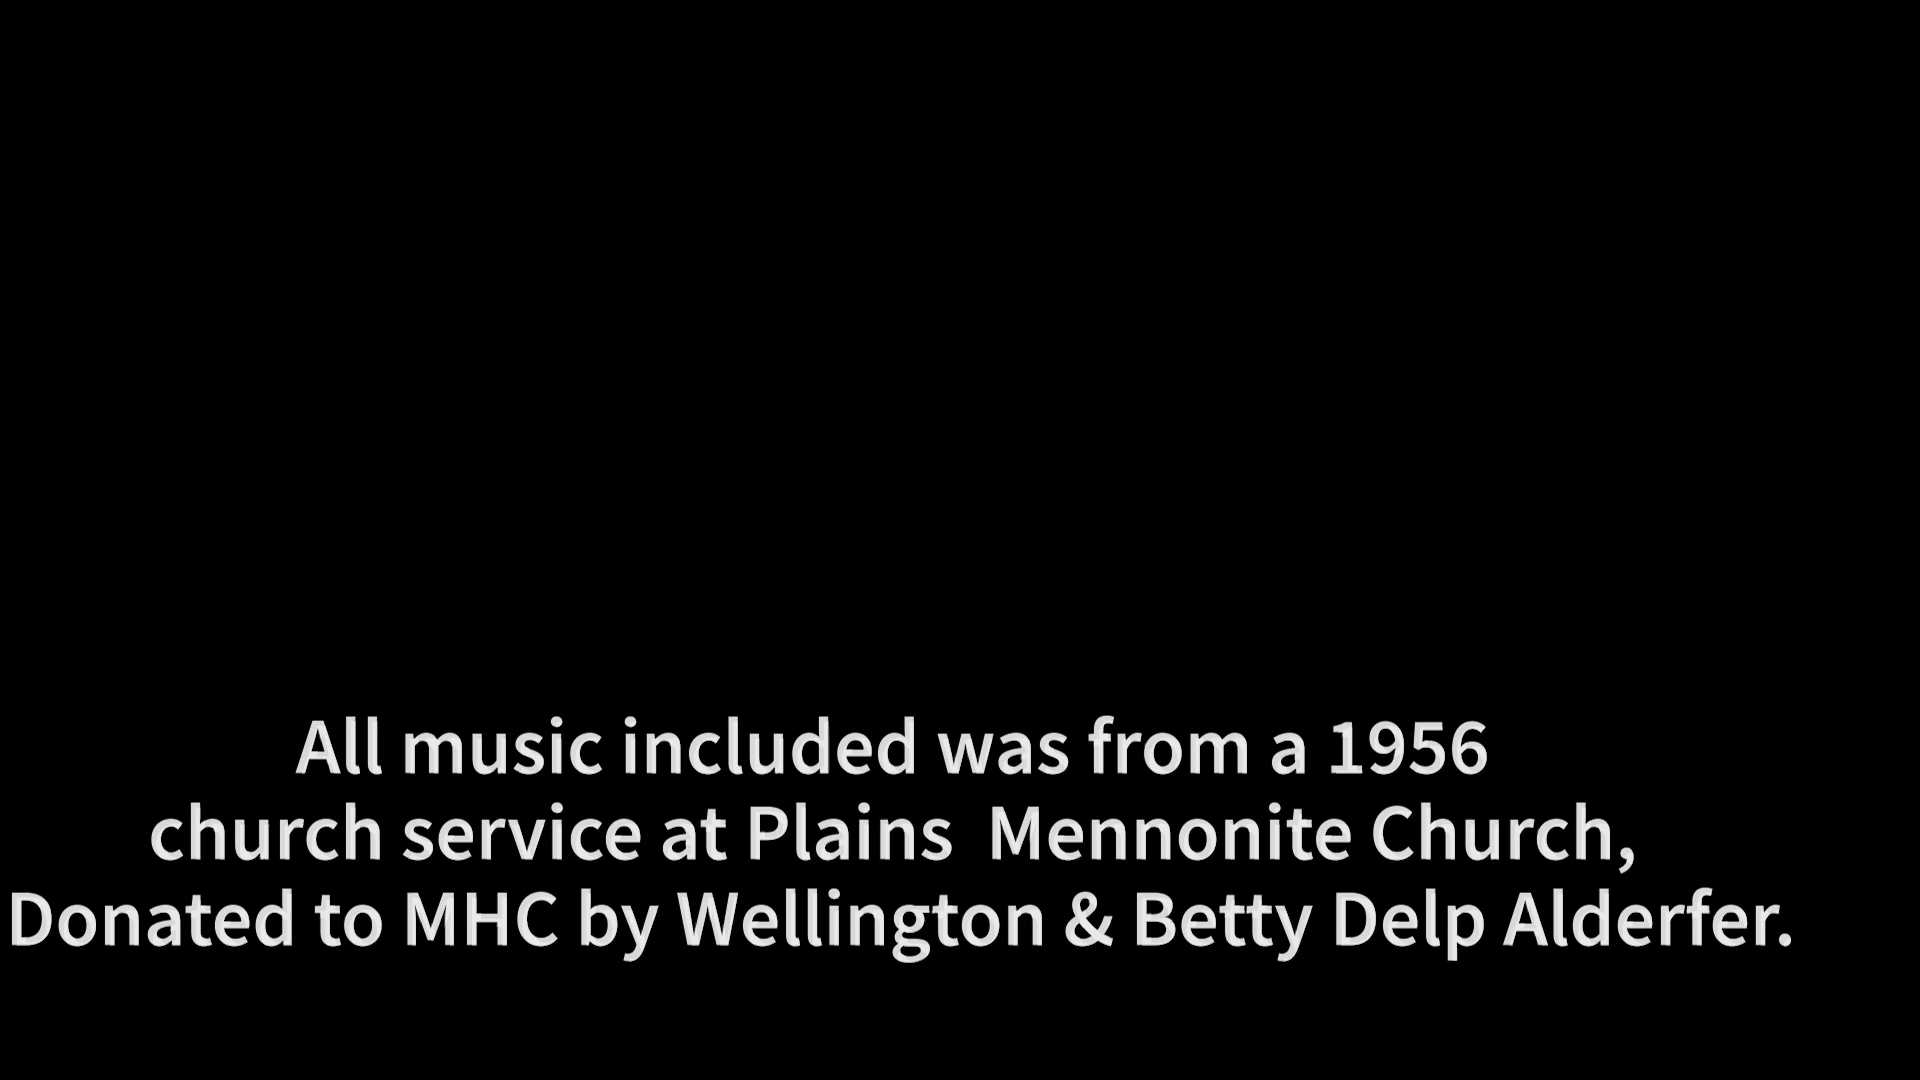 All music included was from a 1956
church service at Plains  Mennonite Church,
Donated to MHC by Wellington & Betty Delp Alderfer.